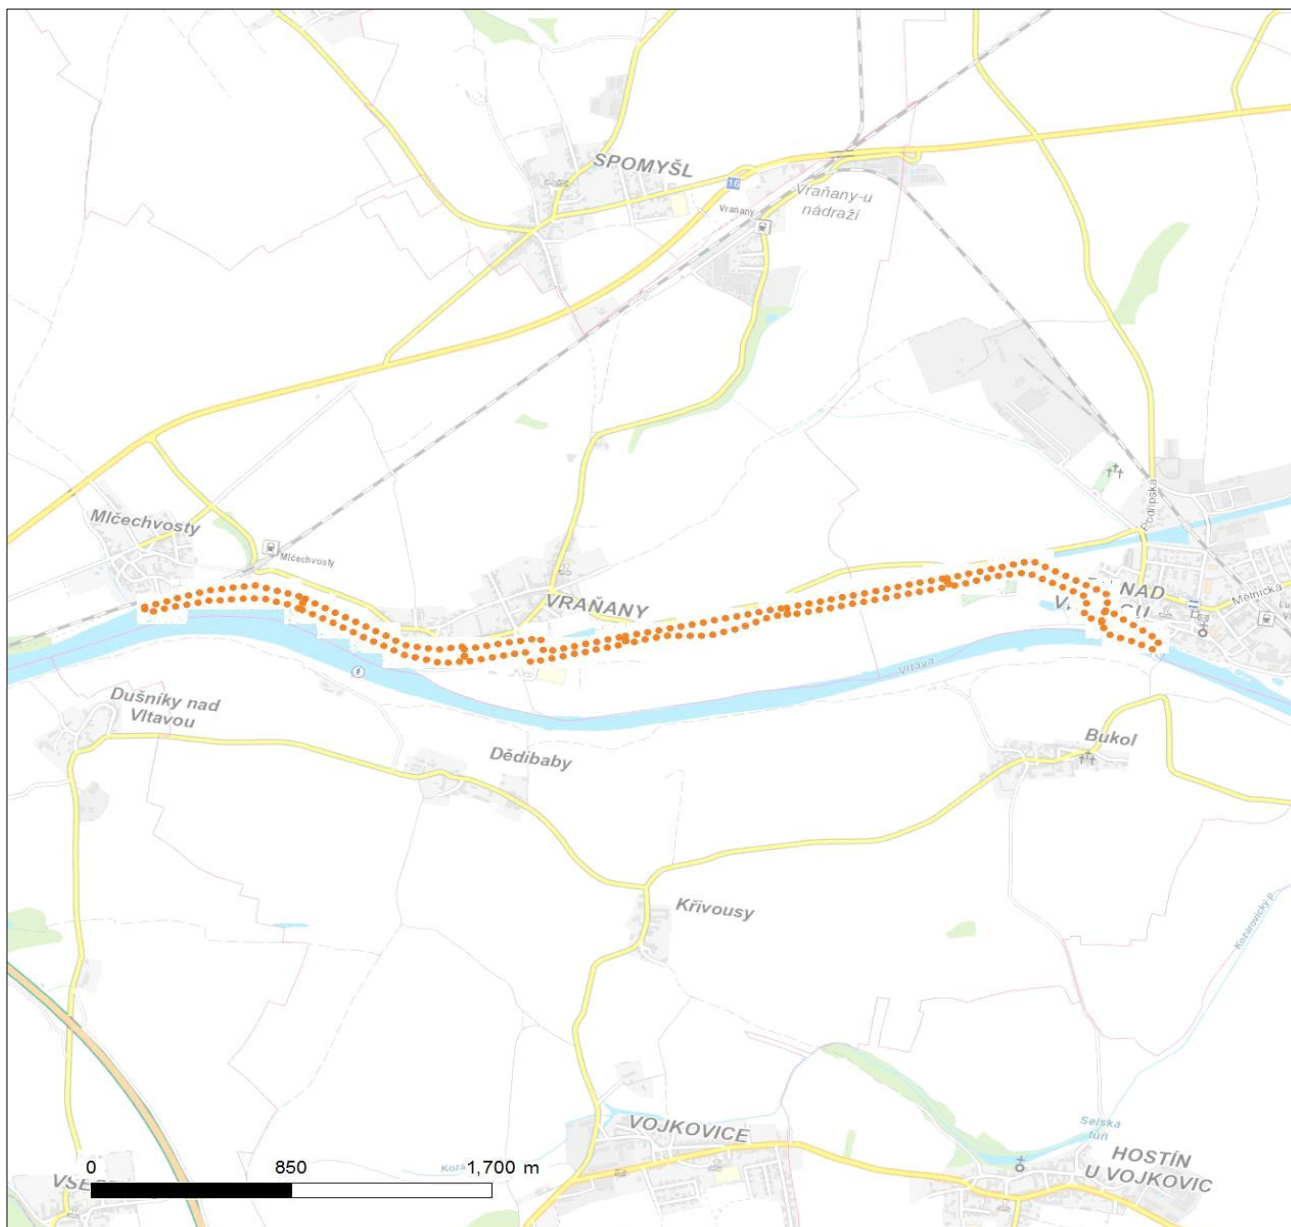 SPOMYŠL
16
Vraňany
Vraňany-u
nádraží
Mlčechvosty
Mlčechvosty
VRAŇANY
Podřipská
NAD
Mělnická
Vltava
Dušníky nad
Vltavou
Dědibaby
Bukol
Křivousy
Kozárovický p.
VOJKOVICE
Selská
tůň
HOSTÍN
U VOJKOVIC
0
850
1,700 m